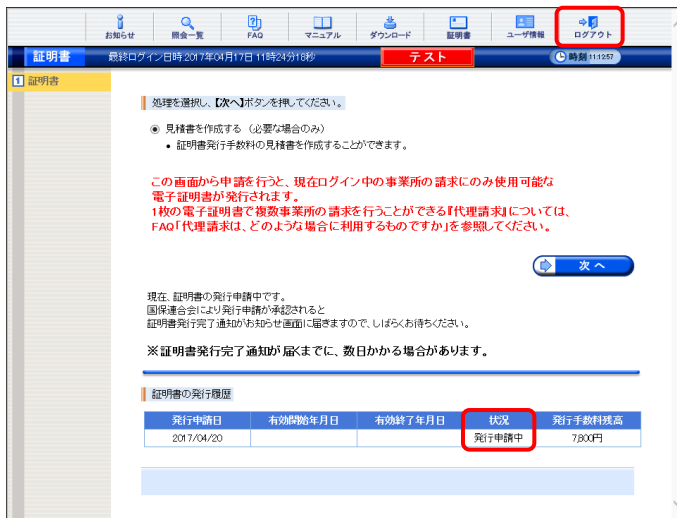 お知らせ 照会一覧 FAQ マニュアル ダウンロード 証明書 ユーザ情報 ログアウト
証明書 最終ログイン日時:2017年04月17日 11時24分16秒 テスト 時刻 11:12:57
1 証明書
処理を選択し、【次へ】ボタンを押してください。
見積書を作成する （必要な場合のみ）
• 証明書発行手数料の見積書を作成することができます。
この画面から申請を行うと、現在ログイン中の事業所の請求にのみ使用可能な
電子証明書が発行されます。
1枚の電子証明書で複数事業所の請求を行うことができる『代理請求』については、
FAQ「代理請求は、どのような場合に利用するものですか」を参照してください。
次へ
現在、証明書の発行申請中です。
国保連合会により発行申請が承認されると
証明書発行完了通知がお知らせ画面に届きますので、しばらくお待ちください。
※証明書発行完了通知が届くまでに、数日かかる場合があります。
証明書の発行履歴
発行申請日 有効開始年月日 有効終了年月日 状況 発行手数料残高
2017/04/20 発行申請中 7,800円